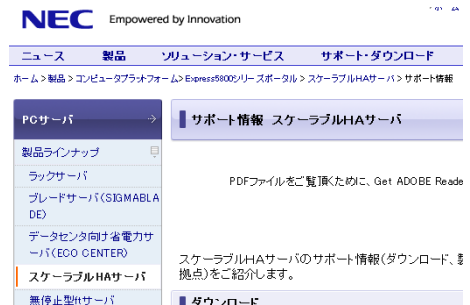 NEC Empowered by Innovation
ニュース 製品 ソリューション・サービス サポート・ダウンロード
ホーム > 製品 > コンピュータプラットフォーム > Express5800シリーズポータル > スケーラブルHAサーバ > サポート情報
PCサーバ
サポート情報 スケーラブルHAサーバ
製品ラインナップ
ラックサーバ
PDFファイルをご覧頂くために、Get ADOBE Reade
ブレードサーバ(SIGMABLA
DE)
データセンタ向け省電力サ
ーバ(ECO CENTER)
スケーラブルHAサーバのサポート情報(ダウンロード、
拠点)をご紹介します。
スケーラブルHAサーバ
無停止型ftサーバ
ダウンロード